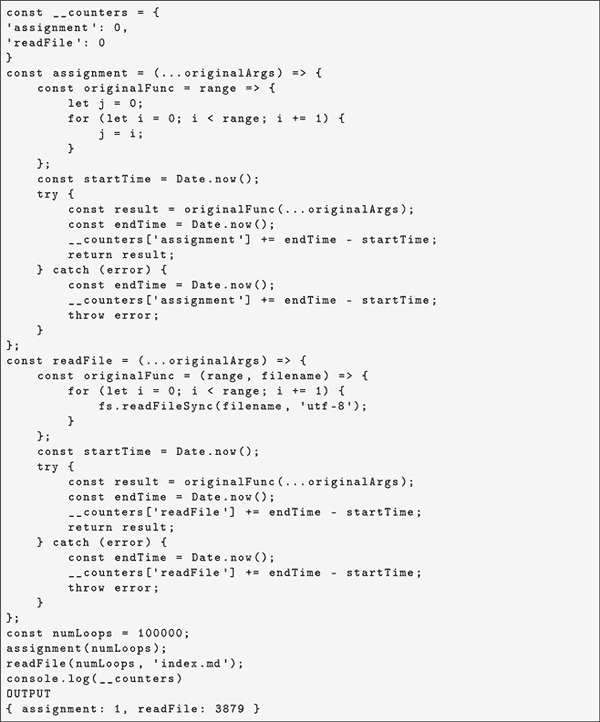 const __counters = {
'assignment': 0,
'readFile': 0
}
const assignment = (...originalArgs) => {
    const originalFunc = range => {
        let j = 0;
        for (let i = 0; i < range; i += 1) {
            j = i;
        }
    };
    const startTime = Date.now();
    try {
        const result = originalFunc(...originalArgs);
        const endTime = Date.now();
        __counters['assignment'] += endTime - startTime;
        return result;
    } catch (error) {
        const endTime = Date.now();
        __counters['assignment'] += endTime - startTime;
        throw error;
    }
};
const readFile = (...originalArgs) => {
    const originalFunc = (range, filename) => {
        for (let i = 0; i < range; i += 1) {
            fs.readFileSync(filename, 'utf-8');
        }
    };
    const startTime = Date.now();
    try {
        const result = originalFunc(...originalArgs);
        const endTime = Date.now();
        __counters['readFile'] += endTime - startTime;
        return result;
    } catch (error) {
        const endTime = Date.now();
        __counters['readFile'] += endTime - startTime;
        throw error;
    }
};
const numLoops = 100000;
assignment(numLoops);
readFile(numLoops, 'index.md');
console.log(__counters)
OUTPUT
{ assignment: 1, readFile: 3879 }